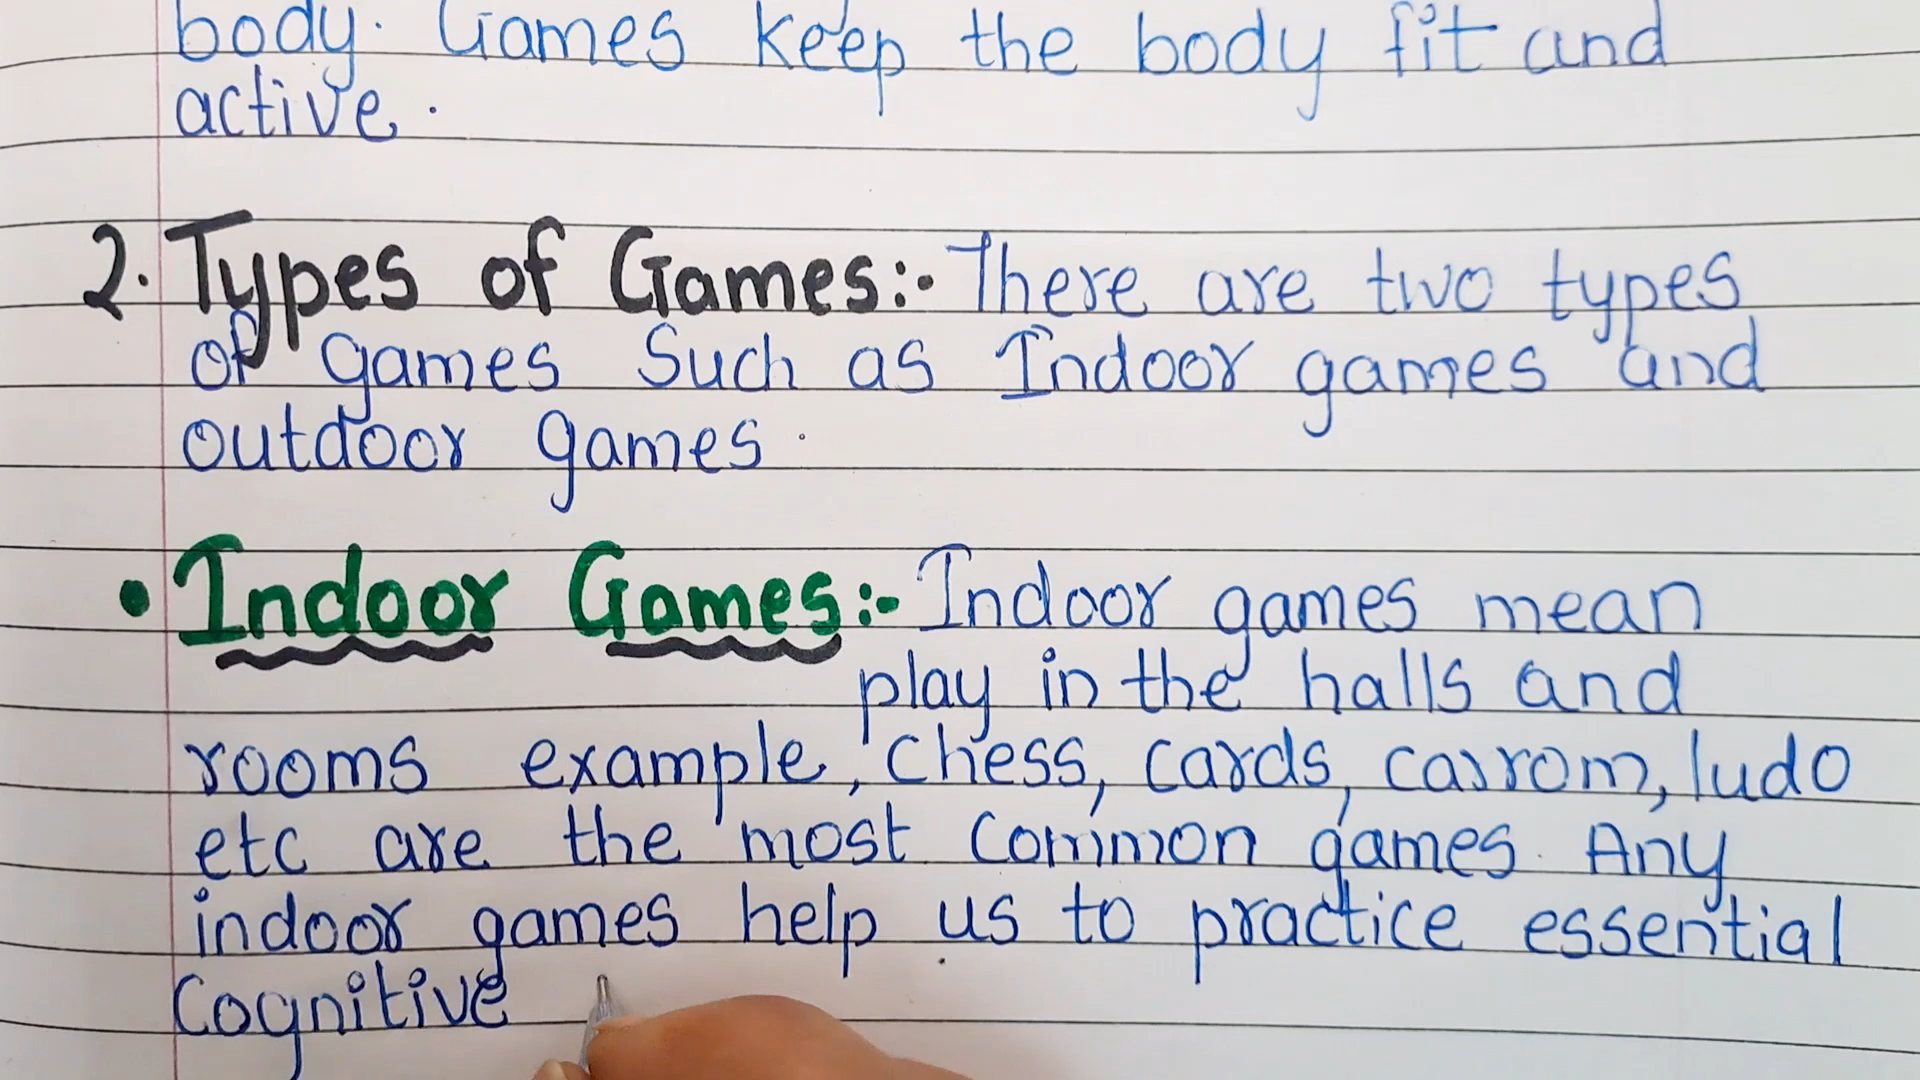 body. Games keep the body fit and
active.
2. Types of Games:- There are two types
of games such as Indoor games and
outdoor games.
• Indoor Games:- Indoor games mean
play in the halls and
rooms example, chess, cards, carrom, ludo
etc are the most common games. Any
indoor games help us to practice essential
Cognitive